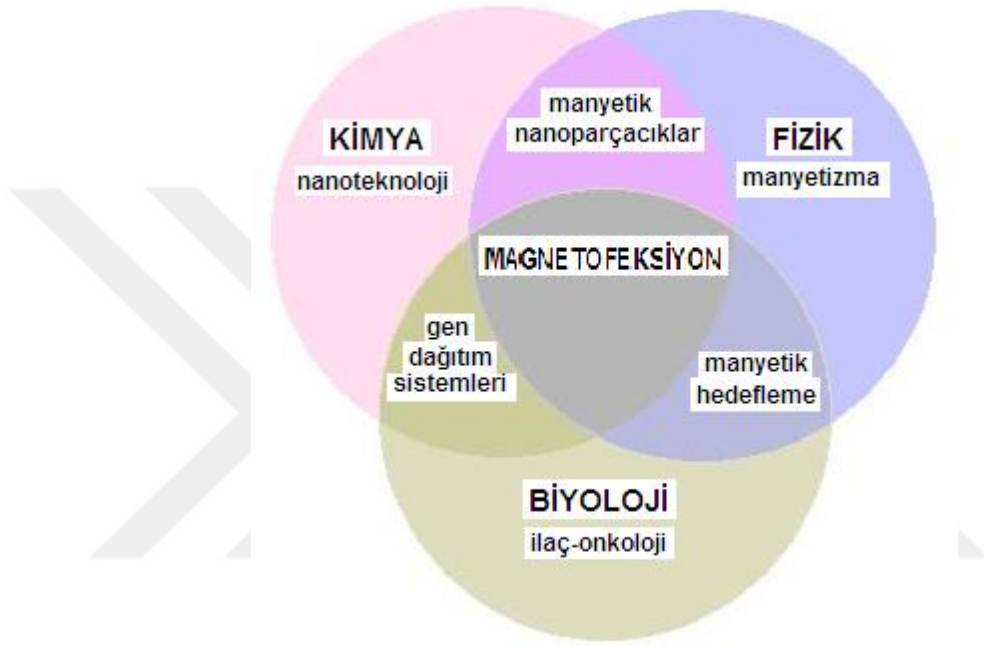 manyetik
nanoparçacıklar
KİMYA
nanoteknoloji
FİZİK
manyetizma
MAGNETOFEKSİYON
gen
dağıtım
sistemleri
manyetik
hedefleme
BİYOLOJİ
ilaç-onkoloji